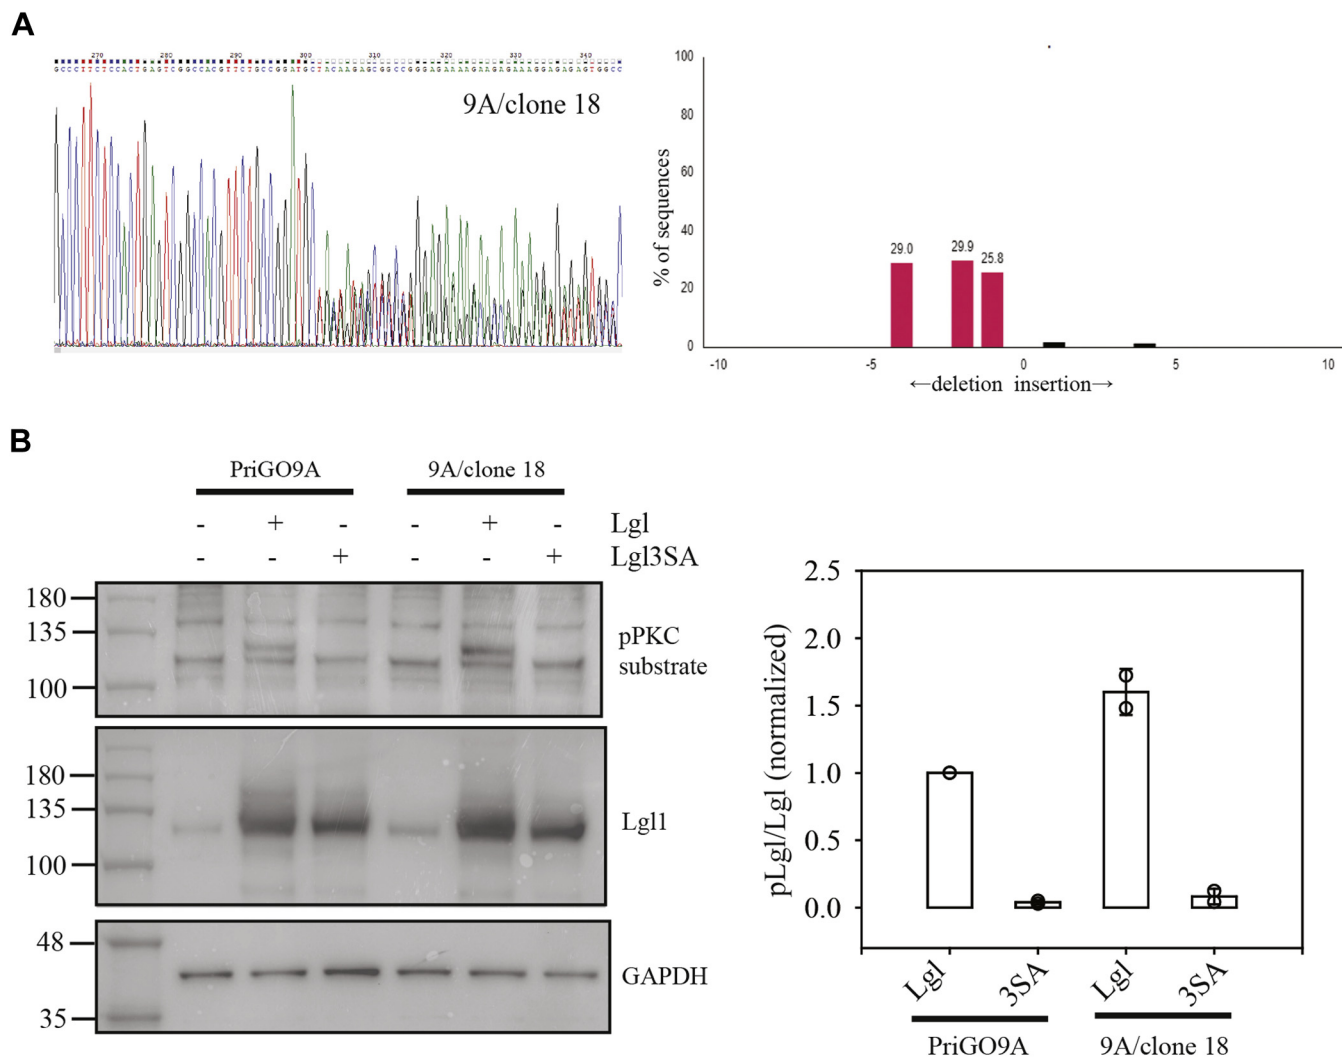 A
270 280 290 300 310 320 330 340
9A/clone 18
% of sequences
100
80
60
40
20
0
29.0
29.9
25.8
-10 -5 0 5 10
←deletion insertion→
B
PriGO9A 9A/clone 18
- + - - + - Lgl
- - + - - + Lgl3SA
180
135
100
pPKC
substrate
180
135
100
Lgl1
48
35
GAPDH
pLgl/Lgl (normalized)
2.5
2.0
1.5
1.0
0.5
0.0
Lgl 3SA Lgl 3SA
PriGO9A 9A/clone 18